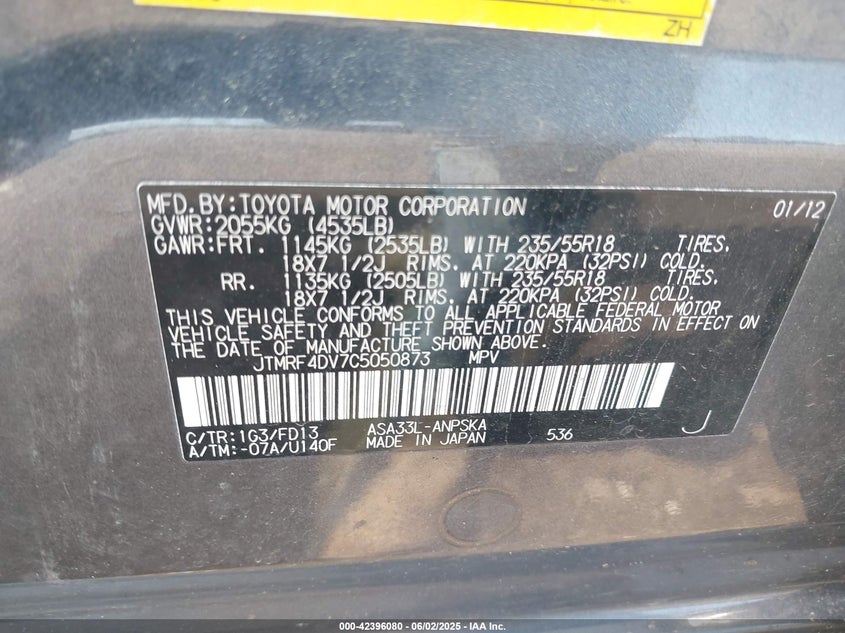 ZH
MFD.BY:TOYOTA MOTOR CORPORATION 01/12
GVWR:2055KG (4535LB)
GAWR:FRT. 1145KG (2535LB) WITH 235/55R18 TIRES,
18X7 1/2J RIMS, AT 220KPA (32PSI) COLD.
RR. 1135KG (2505LB) WITH 235/55R18 TIRES,
18X7 1/2J RIMS, AT 220KPA (32PSI) COLD.
THIS VEHICLE CONFORMS TO ALL APPLICABLE FEDERAL MOTOR
VEHICLE SAFETY AND THEFT PREVENTION STANDARDS IN EFFECT ON
THE DATE OF MANUFACTURE SHOWN ABOVE.
JTMRF4DV7C5050873 MPV
C/TR:1G3/FD13 ASA33L-ANPSKA
A/TM:-07A/U140F MADE IN JAPAN 536 J
000-42396080 - 06/02/2025 - IAA Inc.